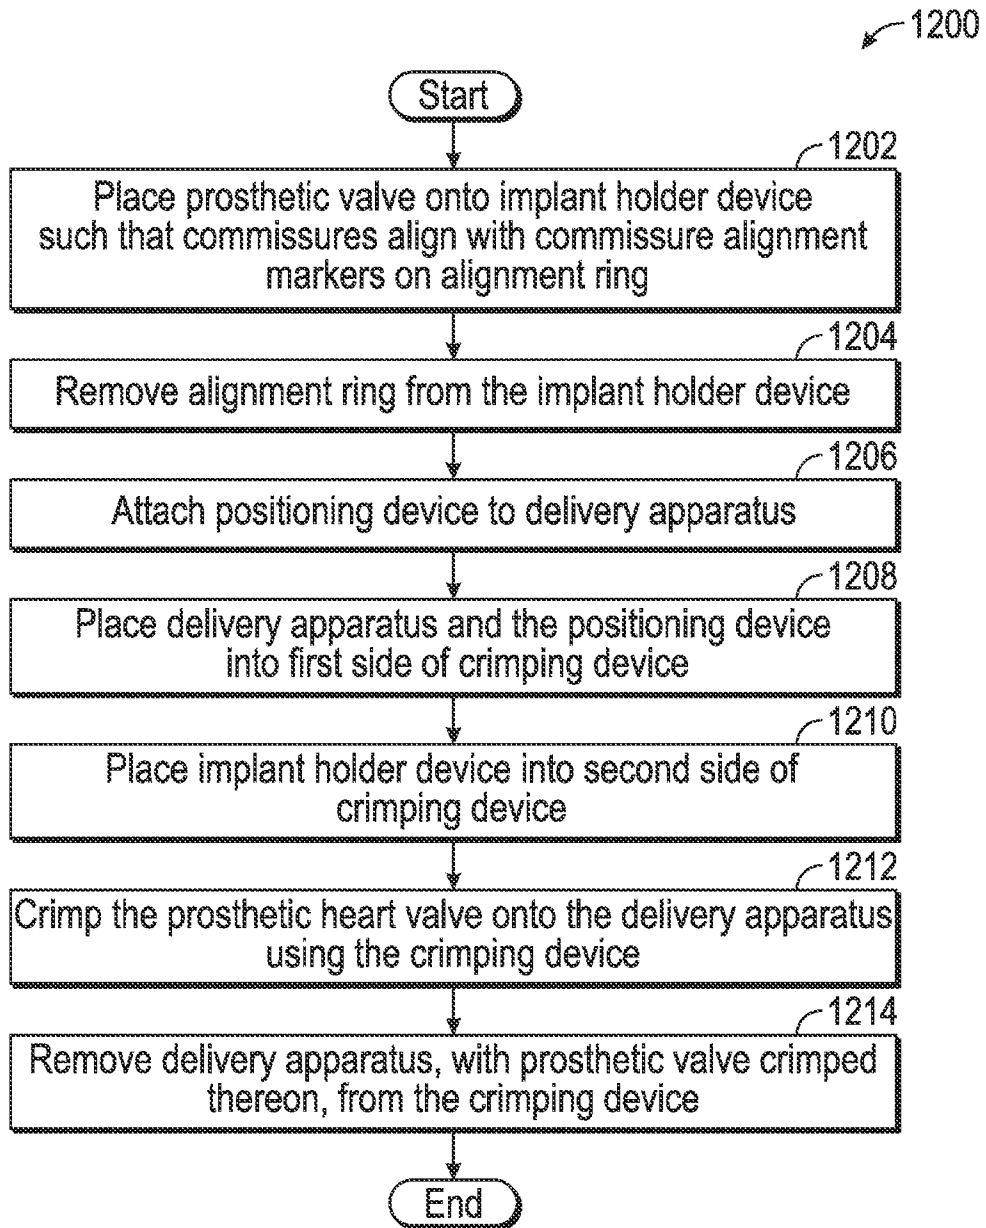 1200
Start
1202
Place prosthetic valve onto implant holder device
such that commissures align with commissure alignment
markers on alignment ring
1204
Remove alignment ring from the implant holder device
1206
Attach positioning device to delivery apparatus
1208
Place delivery apparatus and the positioning device
into first side of crimping device
1210
Place implant holder device into second side of
crimping device
1212
Crimp the prosthetic heart valve onto the delivery apparatus
using the crimping device
1214
Remove delivery apparatus, with prosthetic valve crimped
thereon, from the crimping device
End